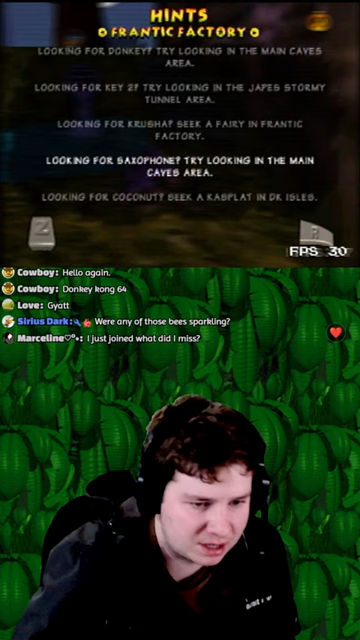 HINTS
FRANTIC FACTORY
LOOKING FOR DONKEY? TRY LOOKING IN THE MAIN CAVES
AREA.
LOOKING FOR KEY 2? TRY LOOKING IN THE JAPES STORMY
TUNNEL AREA.
LOOKING FOR KRUSHA? SEEK A FAIRY IN FRANTIC
FACTORY.
LOOKING FOR SAXOPHONE? TRY LOOKING IN THE MAIN
CAVES AREA.
LOOKING FOR COCONUT? SEEK A KASPLAT IN DK ISLES.
Z
R
FPS 30
Cowboy: Hello again.
Cowboy: Donkey kong 64
Love: Gyatt
Sirius Dark: Were any of those bees sparkling?
Marceline: I just joined what did I miss?